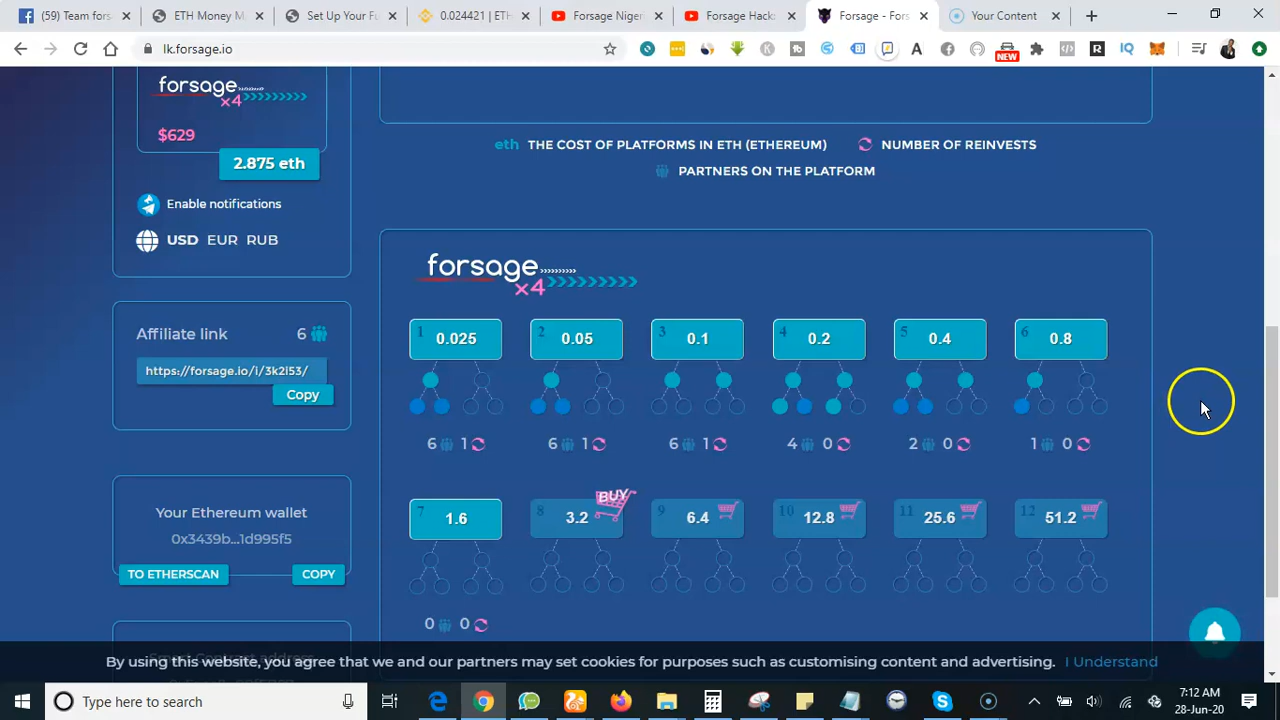 (59) Team fors
ETH Money M
Set Up Your Fu
0.024421 | ETH
Forsage Niger
Forsage Hack
Forsage - Fors
Your Content
lk.forsage.io
NEW
IQ
forsage
x4
$629
2.875 eth
Enable notifications
USD EUR RUB
Affiliate link 6
https://forsage.io/i/3k2i53/
Copy
Your Ethereum wallet
0x3439b...1d995f5
TO ETHERSCAN COPY
eth THE COST OF PLATFORMS IN ETH (ETHEREUM) NUMBER OF REINVESTS
PARTNERS ON THE PLATFORM
forsage
x4
1 0.025 2 0.05 3 0.1 4 0.2 5 0.4 6 0.8
6 1 6 1 6 1 4 0 2 0 1 0
BUY
7 1.6 8 3.2 9 6.4 10 12.8 11 25.6 12 51.2
0 0
By using this website, you agree that we and our partners may set cookies for purposes such as customising content and advertising. I Understand
Type here to search
7:12 AM
28-Jun-20